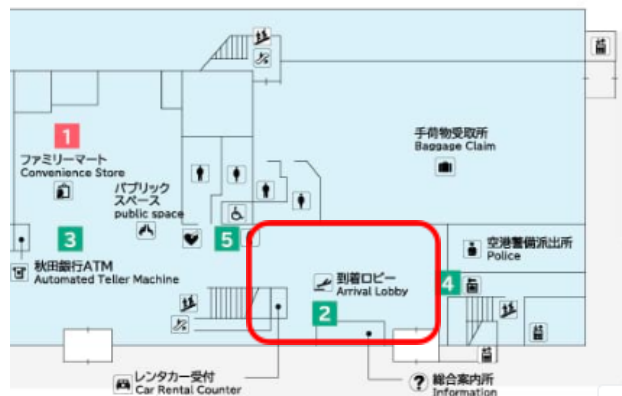 手荷物受取所
Baggage Claim
1
ファミリーマート
Convenience Store
パブリック
スペース
public space
3
5
秋田銀行ATM
Automated Teller Machine
到着ロビー
Arrival Lobby
2
空港警備派出所
Police
4
レンタカー受付
Car Rental Counter
?
総合案内所
Information